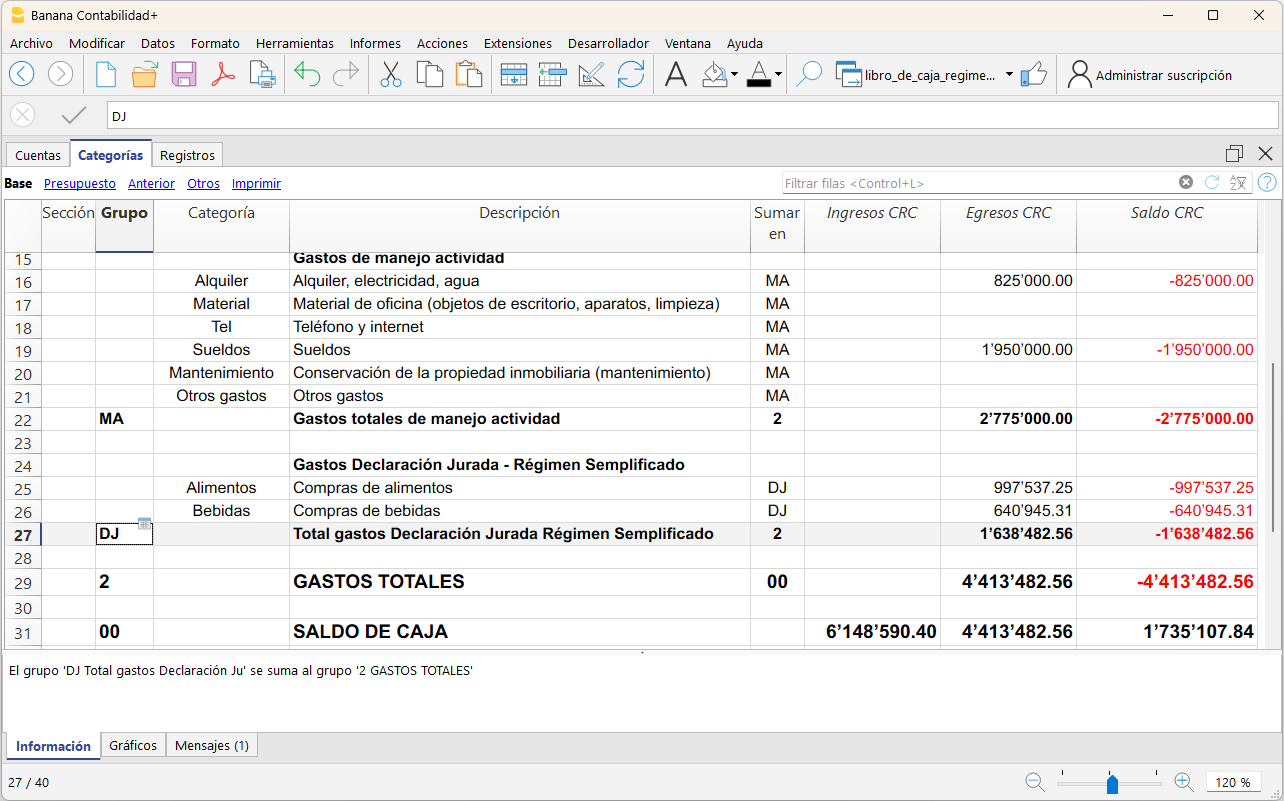 Banana Contabilidad+
Archivo Modificar Datos Formato Herramientas Informes Acciones Extensiones Desarrollador Ventana Ayuda
libro_de_caja_regime... Administrar suscripción
DJ
Cuentas Categorías Registros
Base Presupuesto Anterior Otros Imprimir Filtrar filas <Control+L>
Sección Grupo Categoría Descripción Sumar en Ingresos CRC Egresos CRC Saldo CRC
15 Gastos de manejo actividad
16 Alquiler Alquiler, electricidad, agua MA 825’000.00 -825’000.00
17 Material Material de oficina (objetos de escritorio, aparatos, limpieza) MA
18 Tel Teléfono y internet MA
19 Sueldos Sueldos MA 1’950’000.00 -1’950’000.00
20 Mantenimiento Conservación de la propiedad inmobiliaria (mantenimiento) MA
21 Otros gastos Otros gastos MA
22 MA Gastos totales de manejo actividad 2 2’775’000.00 -2’775’000.00
23
24 Gastos Declaración Jurada - Régimen Semplificado
25 Alimentos Compras de alimentos DJ 997’537.25 -997’537.25
26 Bebidas Compras de bebidas DJ 640’945.31 -640’945.31
27 DJ Total gastos Declaración Jurada Régimen Semplificado 2 1’638’482.56 -1’638’482.56
28
29 2 GASTOS TOTALES 00 4’413’482.56 -4’413’482.56
30
31 00 SALDO DE CAJA 6’148’590.40 4’413’482.56 1’735’107.84
El grupo 'DJ Total gastos Declaración Ju' se suma al grupo '2 GASTOS TOTALES'
Información Gráficos Mensajes (1)
27 / 40 120 %